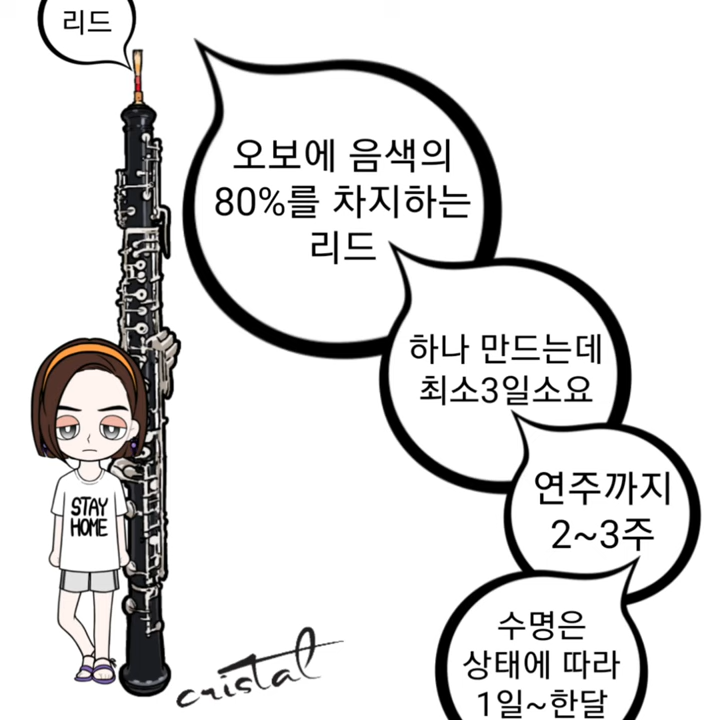 리드
오보에 음색의
80%를 차지하는
리드
하나 만드는데
최소3일소요
연주까지
2~3주
수명은
상태에 따라
1일~한달
STAY
HOME
cristal